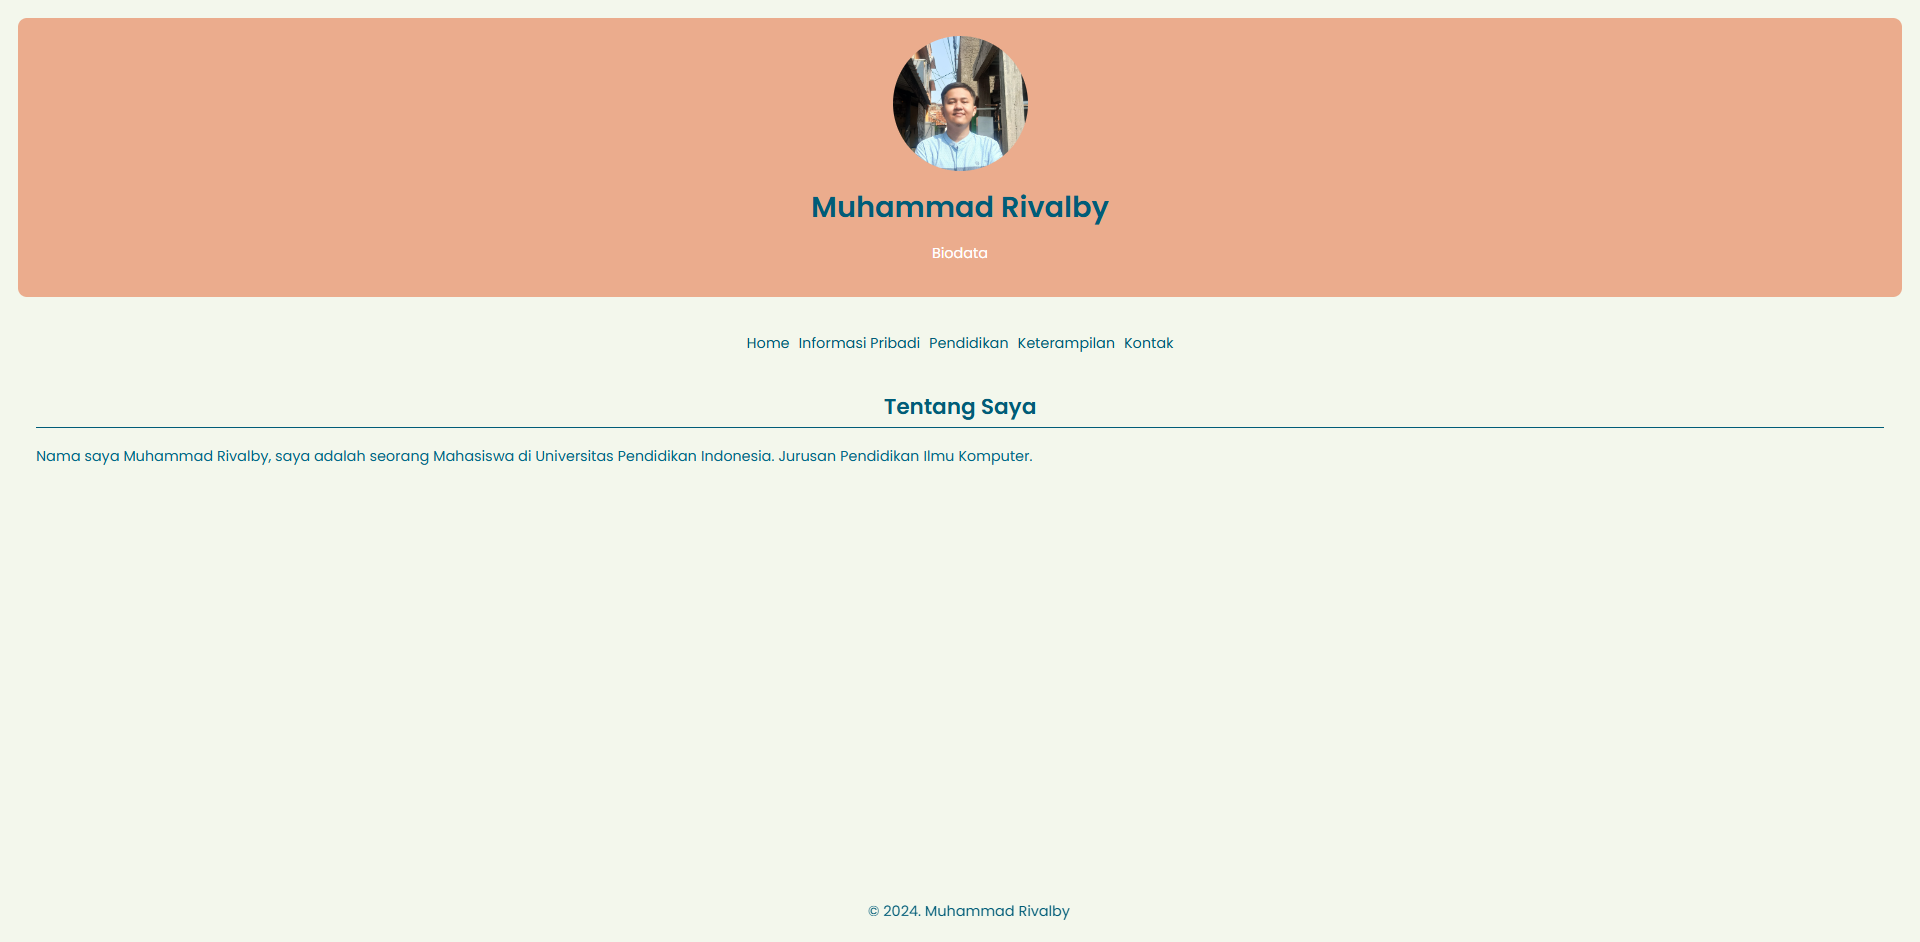 Muhammad Rivalby
Biodata
Home Informasi Pribadi Pendidikan Keterampilan Kontak
Tentang Saya
Nama saya Muhammad Rivalby, saya adalah seorang Mahasiswa di Universitas Pendidikan Indonesia. Jurusan Pendidikan Ilmu Komputer.
© 2024. Muhammad Rivalby